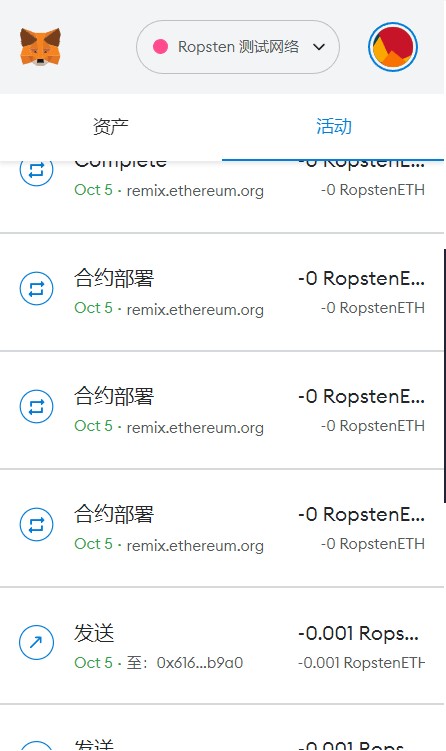 Ropsten 测试网络
资产 活动
Complete -0 RopstenE...
Oct 5 · remix.ethereum.org -0 RopstenETH
合约部署 -0 RopstenE...
Oct 5 · remix.ethereum.org -0 RopstenETH
合约部署 -0 RopstenE...
Oct 5 · remix.ethereum.org -0 RopstenETH
合约部署 -0 RopstenE...
Oct 5 · remix.ethereum.org -0 RopstenETH
发送 -0.001 Rops...
Oct 5 · 至：0x616...b9a0 -0.001 RopstenETH
发送 -0.001 Rops...